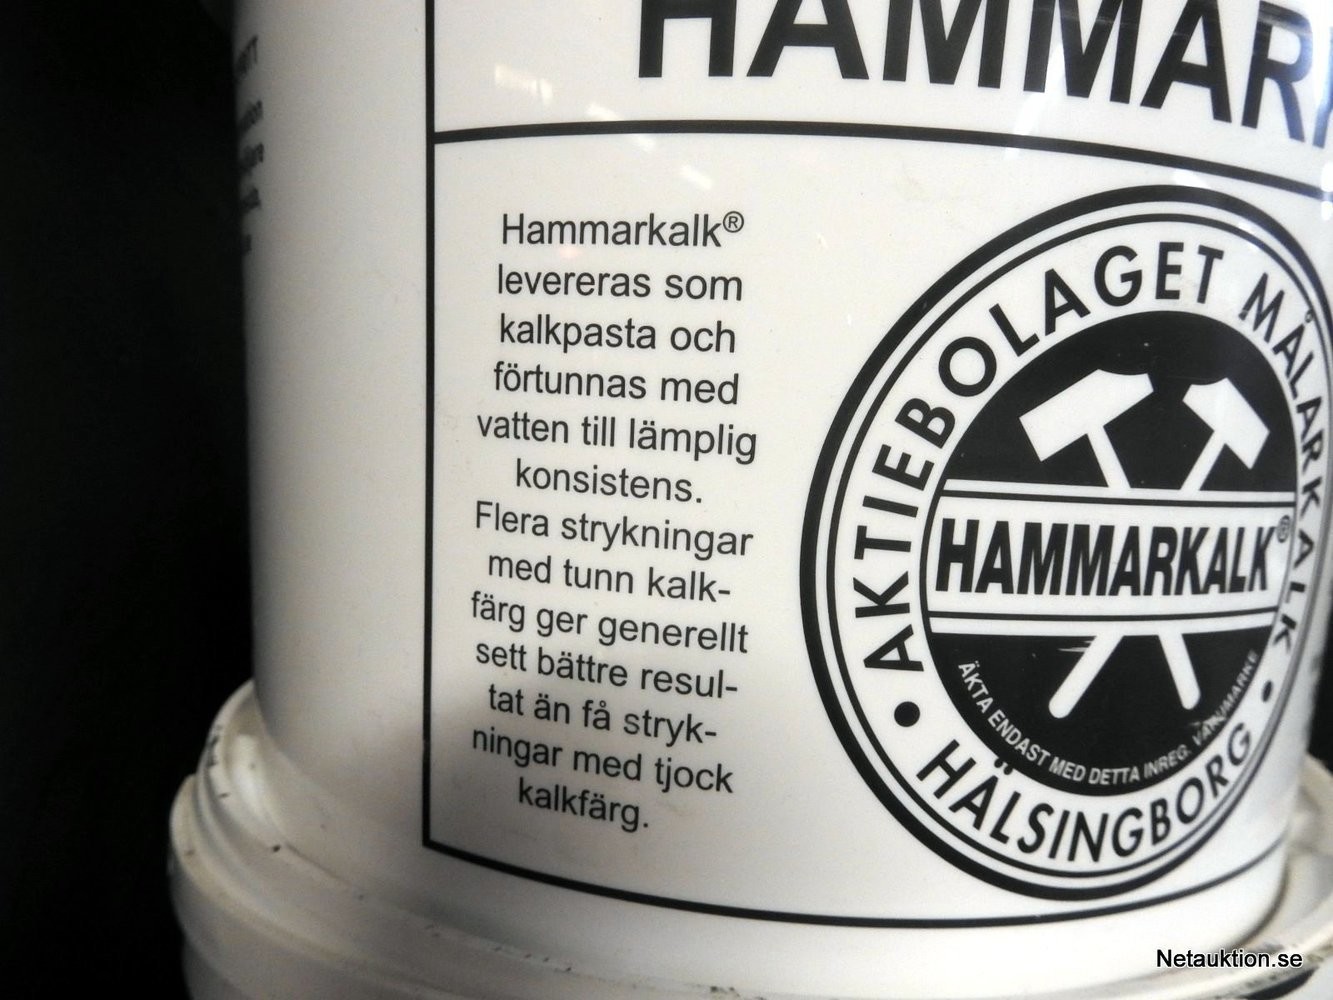 HAMMAR
Hammarkalk®
levereras som
kalkpasta och
förtunnas med
vatten till lämplig
konsistens.
Flera strykningar
med tunn kalk-
färg ger generellt
sett bättre resul-
tat än få stryk-
ningar med tjock
kalkfärg.
AKTIEBOLAGET MÅLARKALK
HAMMARKALK®
ÄKTA ENDAST MED DETTA INREG. VARUMÄRKE
• HÄLSINGBORG •
Netauktion.se